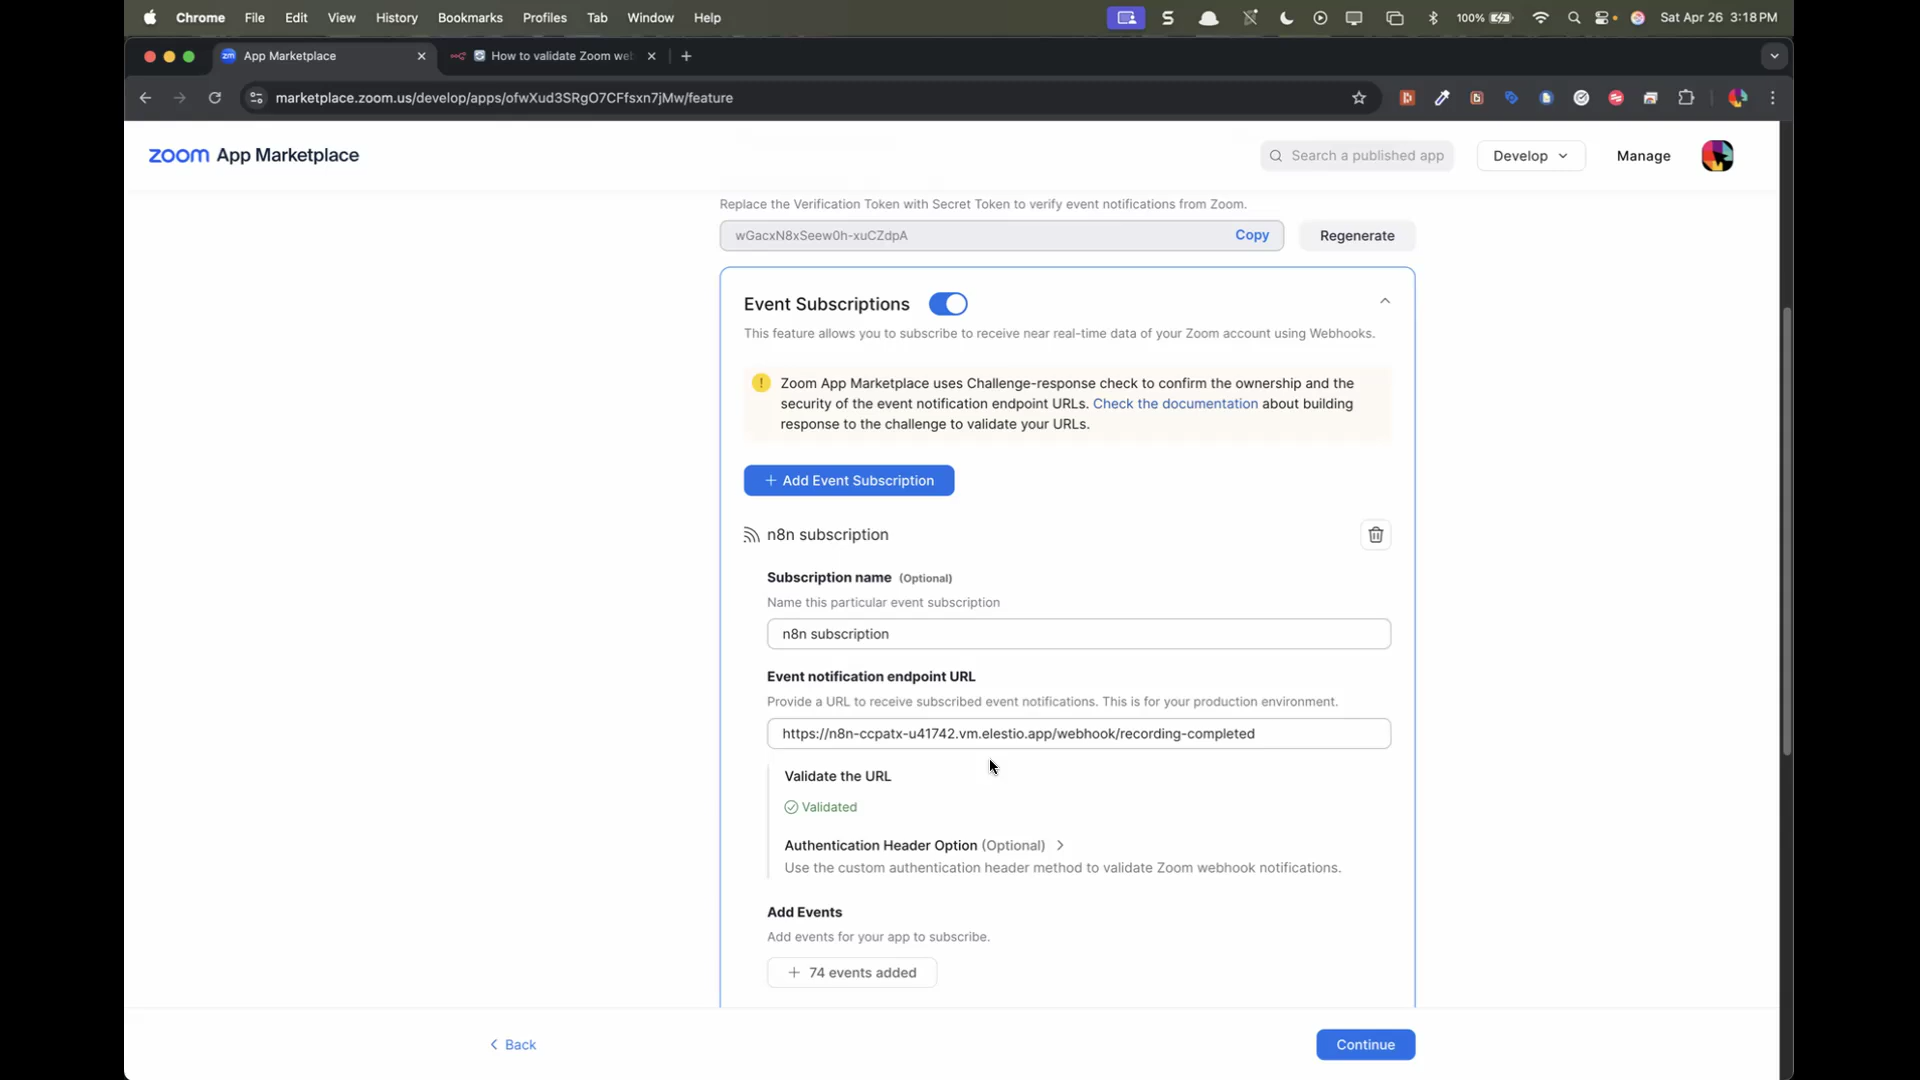 Chrome File Edit View History Bookmarks Profiles Tab Window Help 100% Sat Apr 26 3:18 PM
App Marketplace How to validate Zoom we
marketplace.zoom.us/develop/apps/ofwXud3SRgO7CFfsxn7jMw/feature
zoom App Marketplace Search a published app Develop Manage
Replace the Verification Token with Secret Token to verify event notifications from Zoom.
wGacxN8xSeew0h-xuCZdpA Copy Regenerate
Event Subscriptions
This feature allows you to subscribe to receive near real-time data of your Zoom account using Webhooks.
Zoom App Marketplace uses Challenge-response check to confirm the ownership and the
security of the event notification endpoint URLs. Check the documentation about building
response to the challenge to validate your URLs.
+ Add Event Subscription
n8n subscription
Subscription name (Optional)
Name this particular event subscription
n8n subscription
Event notification endpoint URL
Provide a URL to receive subscribed event notifications. This is for your production environment.
https://n8n-ccpatx-u41742.vm.elestio.app/webhook/recording-completed
Validate the URL
Validated
Authentication Header Option (Optional) >
Use the custom authentication header method to validate Zoom webhook notifications.
Add Events
Add events for your app to subscribe.
+ 74 events added
< Back Continue